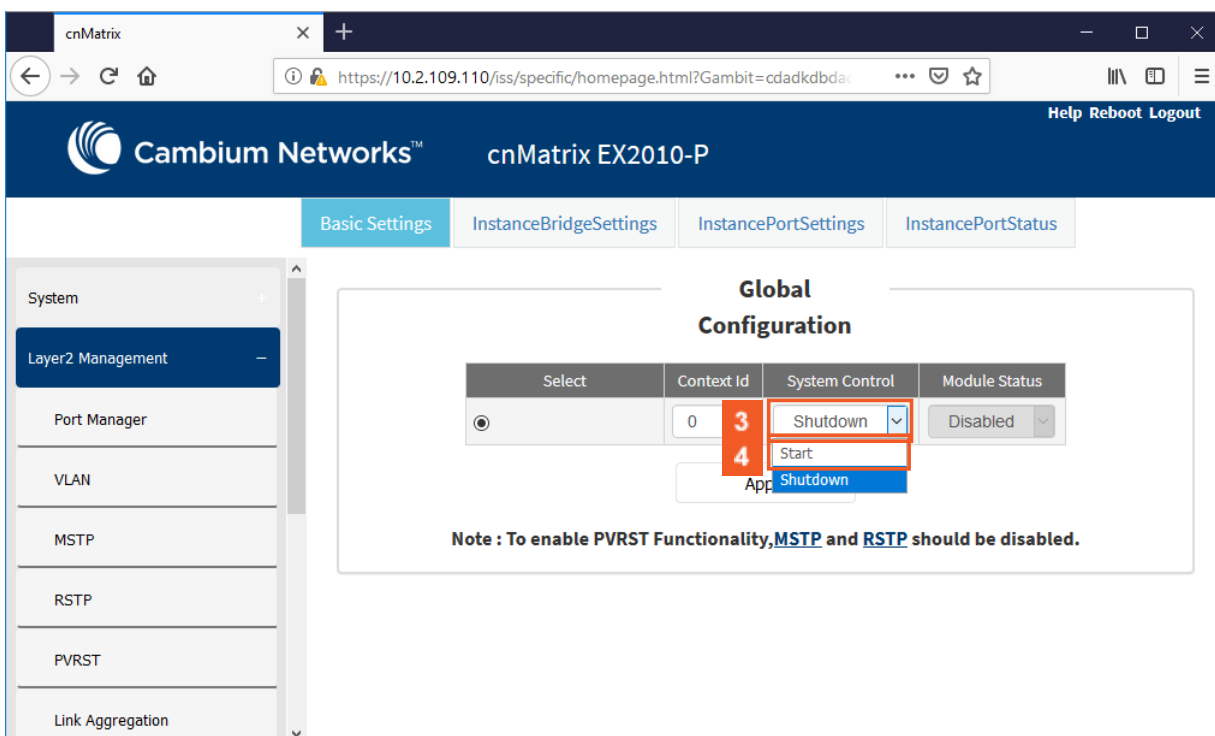 cnMatrix
https://10.2.109.110/iss/specific/homepage.html?Gambit=cdadkdbdac
Help Reboot Logout
Cambium Networks™
cnMatrix EX2010-P
Basic Settings
InstanceBridgeSettings
InstancePortSettings
InstancePortStatus
System
Layer2 Management
Port Manager
VLAN
MSTP
RSTP
PVRST
Link Aggregation
Global
Configuration
Select Context Id System Control Module Status
0 3 Shutdown Disabled
4 Start
Shutdown
Note : To enable PVRST Functionality,MSTP and RSTP should be disabled.